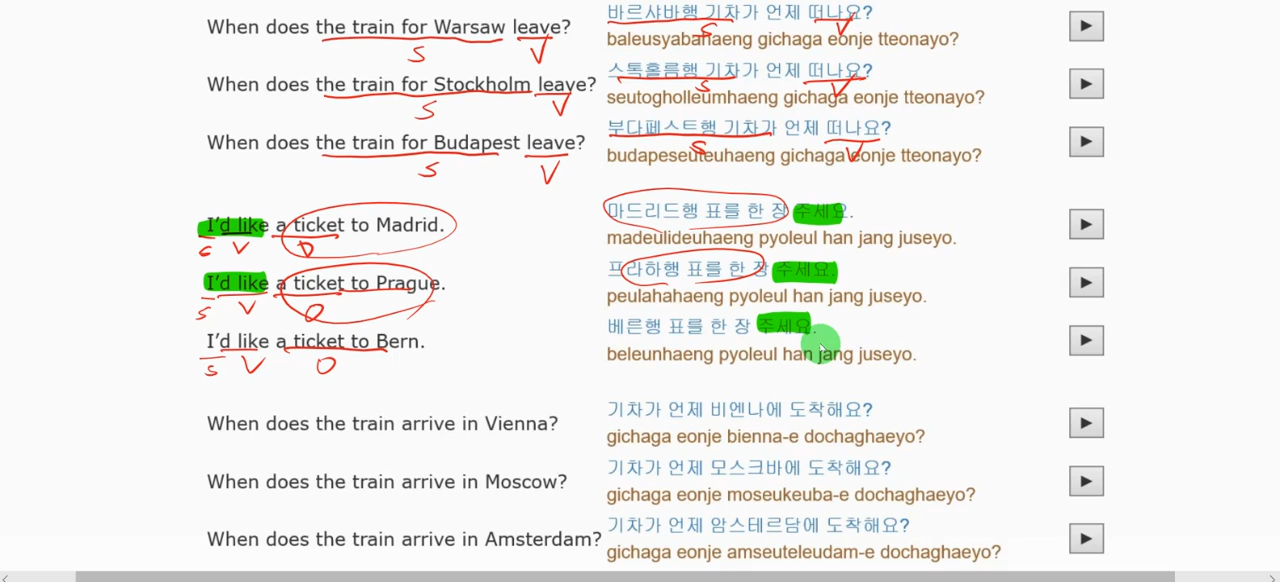 When does the train for Warsaw leave?
바르샤바행 기차가 언제 떠나요?
S
V
S
V
baleusyabahaeng gichaga eonje tteonayo?
When does the train for Stockholm leave?
스톡홀름행 기차가 언제 떠나요?
S
V
S
V
seutogholleumhaeng gichaga eonje tteonayo?
When does the train for Budapest leave?
부다페스트행 기차가 언제 떠나요?
S
V
S
V
budapeseuteuhaeng gichaga eonje tteonayo?
I'd like a ticket to Madrid.
마드리드행 표를 한 장 주세요.
S V O
madeulideuhaeng pyoleul han jang juseyo.
I'd like a ticket to Prague.
프라하행 표를 한 장 주세요.
S V O
peulahahaeng pyoleul han jang juseyo.
I'd like a ticket to Bern.
베른행 표를 한 장 주세요.
S V O
beleunhaeng pyoleul han jang juseyo.
When does the train arrive in Vienna?
기차가 언제 비엔나에 도착해요?
gichaga eonje bienna-e dochaghaeyo?
When does the train arrive in Moscow?
기차가 언제 모스크바에 도착해요?
gichaga eonje moseukeuba-e dochaghaeyo?
When does the train arrive in Amsterdam?
기차가 언제 암스테르담에 도착해요?
gichaga eonje amseuteleudam-e dochaghaeyo?